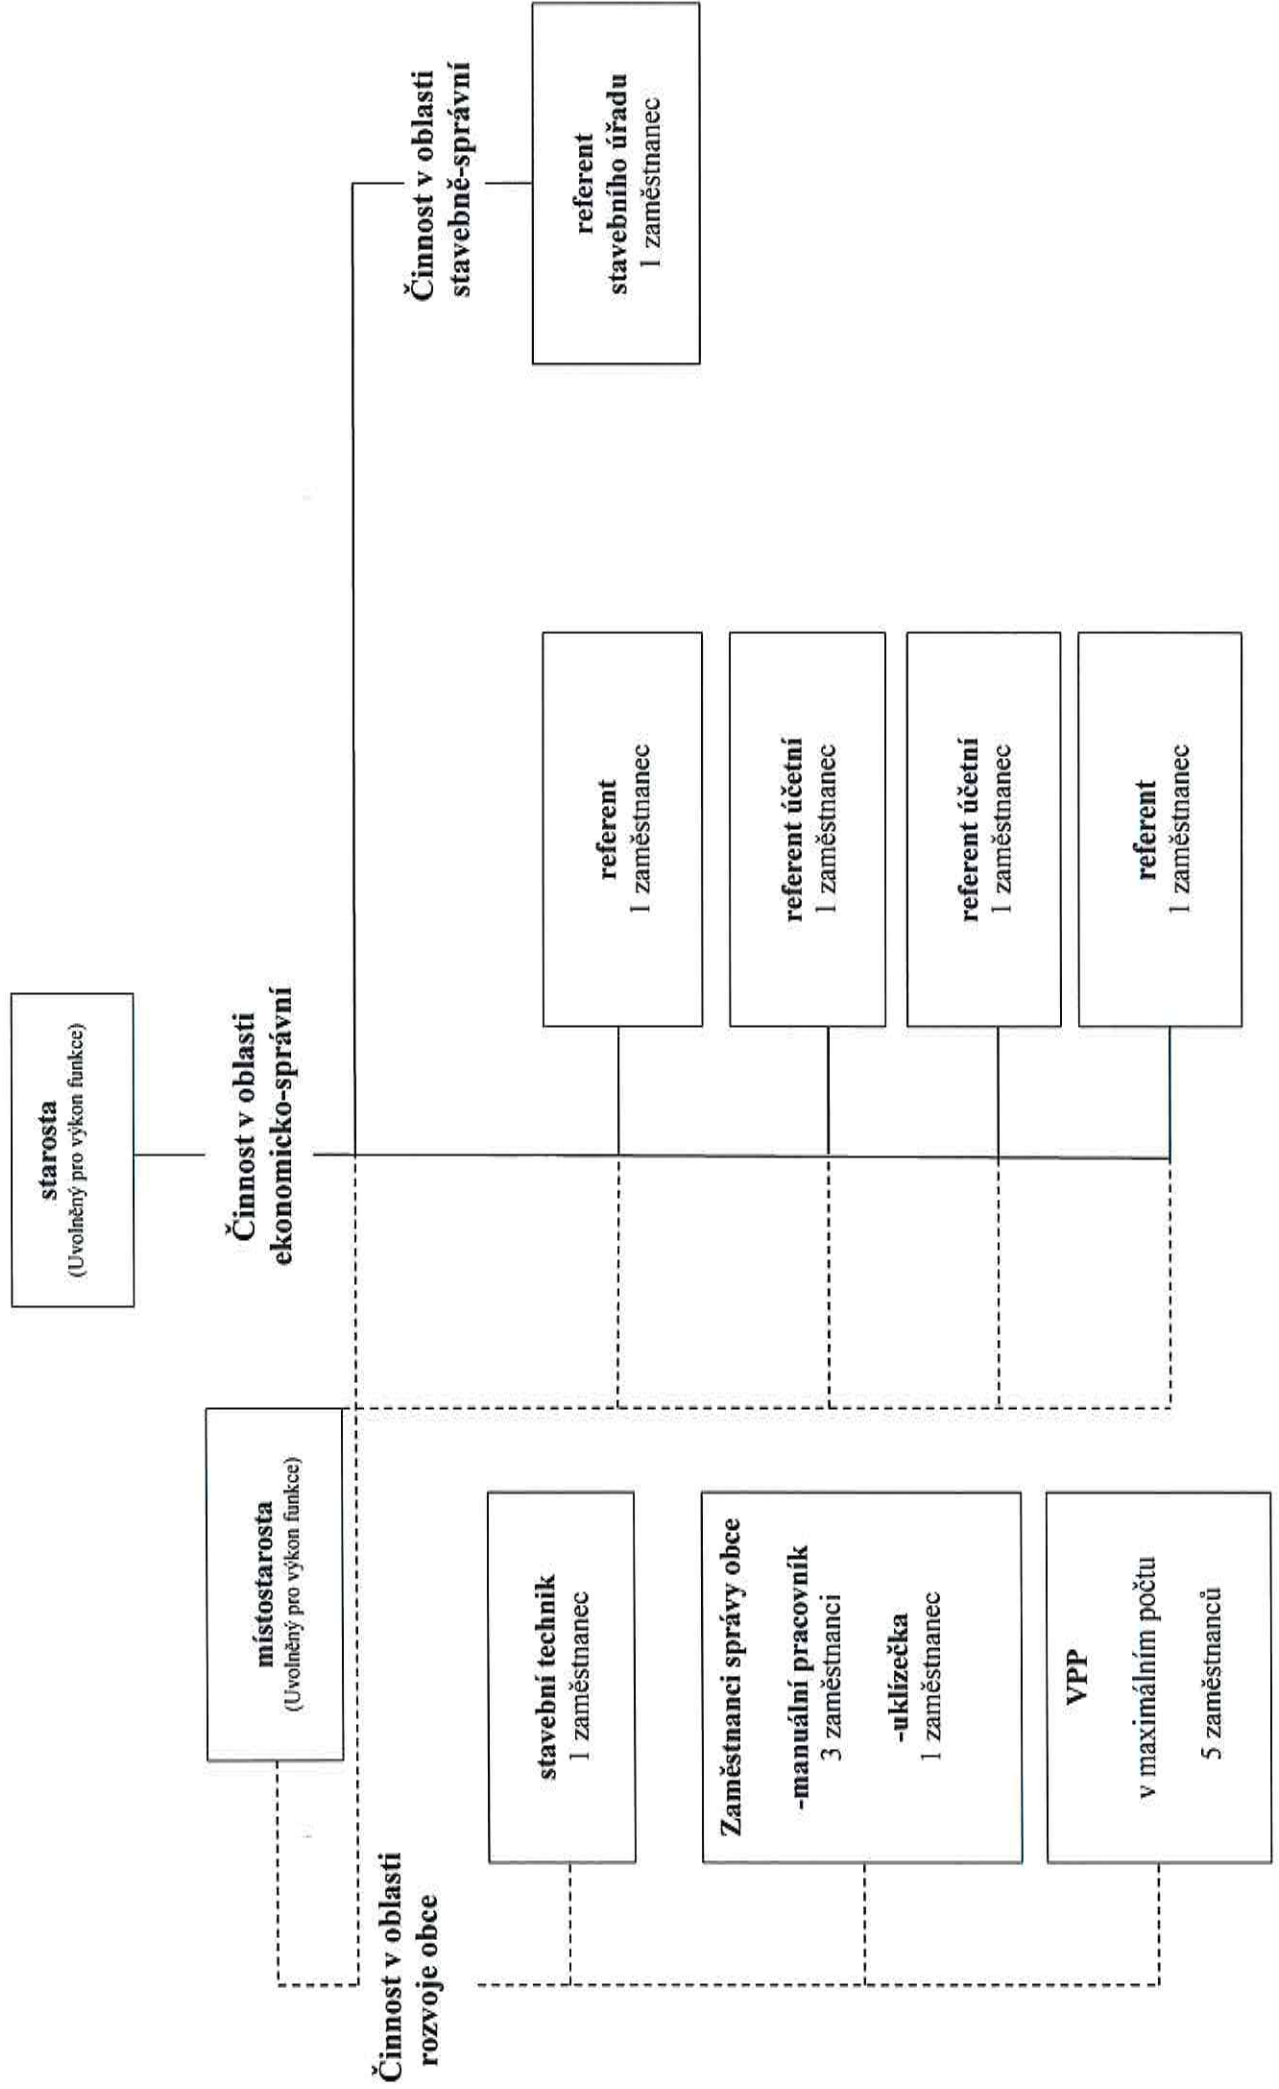 starosta
(Uvolněný pro výkon funkce)
místostarosta
(Uvolněný pro výkon funkce)
Činnost v oblasti
ekonomicko-správní
Činnost v oblasti
rozvoje obce
Činnost v oblasti
stavebně-správní
stavební technik
1 zaměstnanec
Zaměstnanci správy obce
-manuální pracovník
3 zaměstnanci
-uklízečka
1 zaměstnanec
VPP
v maximálním počtu
5 zaměstnanců
referent
1 zaměstnanec
referent účetní
1 zaměstnanec
referent účetní
1 zaměstnanec
referent
1 zaměstnanec
referent
stavebního úřadu
1 zaměstnanec